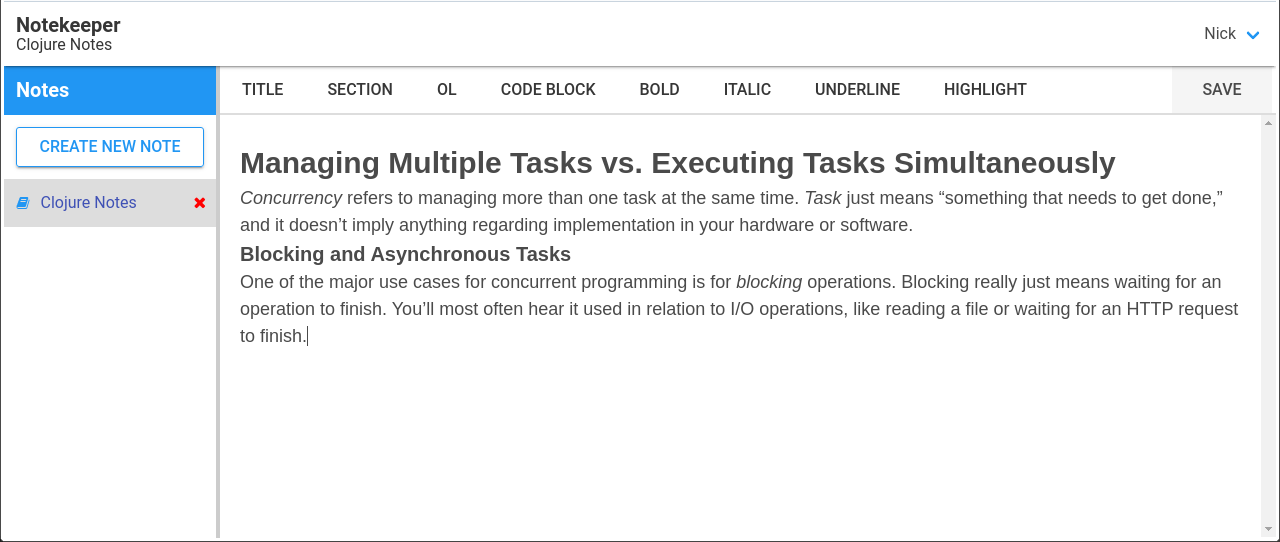 Notekeeper
Clojure Notes
Nick
Notes
TITLE SECTION OL CODE BLOCK BOLD ITALIC UNDERLINE HIGHLIGHT SAVE
CREATE NEW NOTE
Clojure Notes
Managing Multiple Tasks vs. Executing Tasks Simultaneously
Concurrency refers to managing more than one task at the same time. Task just means “something that needs to get done,”
and it doesn’t imply anything regarding implementation in your hardware or software.
Blocking and Asynchronous Tasks
One of the major use cases for concurrent programming is for blocking operations. Blocking really just means waiting for an
operation to finish. You’ll most often hear it used in relation to I/O operations, like reading a file or waiting for an HTTP request
to finish.